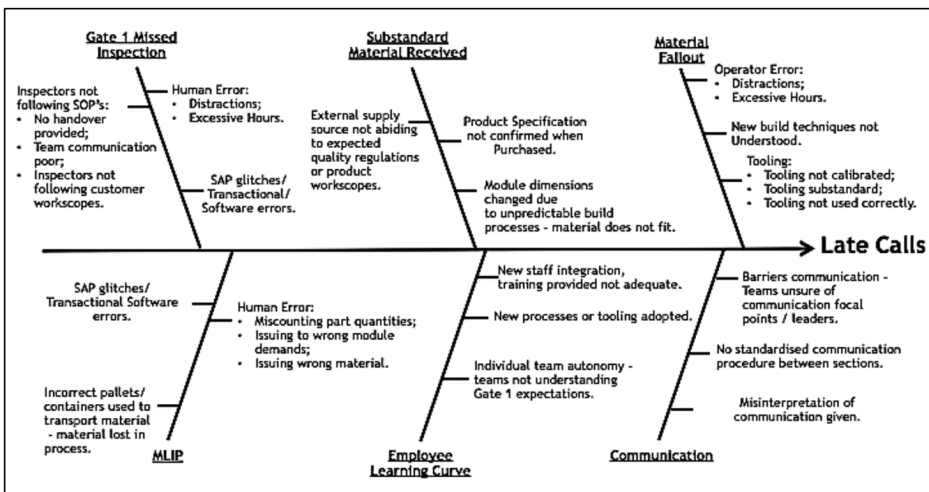 Gate 1 Missed
Inspection
Inspectors not
following SOP's:
• No handover
provided;
• Team communication
poor;
• Inspectors not
following customer
workscopes.
Human Error:
• Distractions;
• Excessive Hours.
SAP glitches/
Transactional/
Software errors.
Substandard
Material Received
External supply
source not abiding
to expected
quality regulations
or product
workscopes.
Product Specification
not confirmed when
Purchased.
Module dimensions
changed due
to unpredictable build
processes - material does not fit.
Material
Fallout
Operator Error:
• Distractions;
• Excessive Hours.
New build techniques not
Understood.
Tooling:
• Tooling not calibrated;
• Tooling substandard;
• Tooling not used correctly.
Late Calls
SAP glitches/
Transactional Software
errors.
Human Error:
• Miscounting part quantities;
• Issuing to wrong module
demands;
• Issuing wrong material.
Incorrect pallets/
containers used to
transport material
- material lost in
process.
MLIP
New staff integration,
training provided not adequate.
New processes or tooling adopted.
Individual team autonomy -
teams not understanding
Gate 1 expectations.
Employee
Learning Curve
Barriers communication -
Teams unsure of
communication focal
points / leaders.
No standardised communication
procedure between sections.
Misinterpretation of
communication given.
Communication